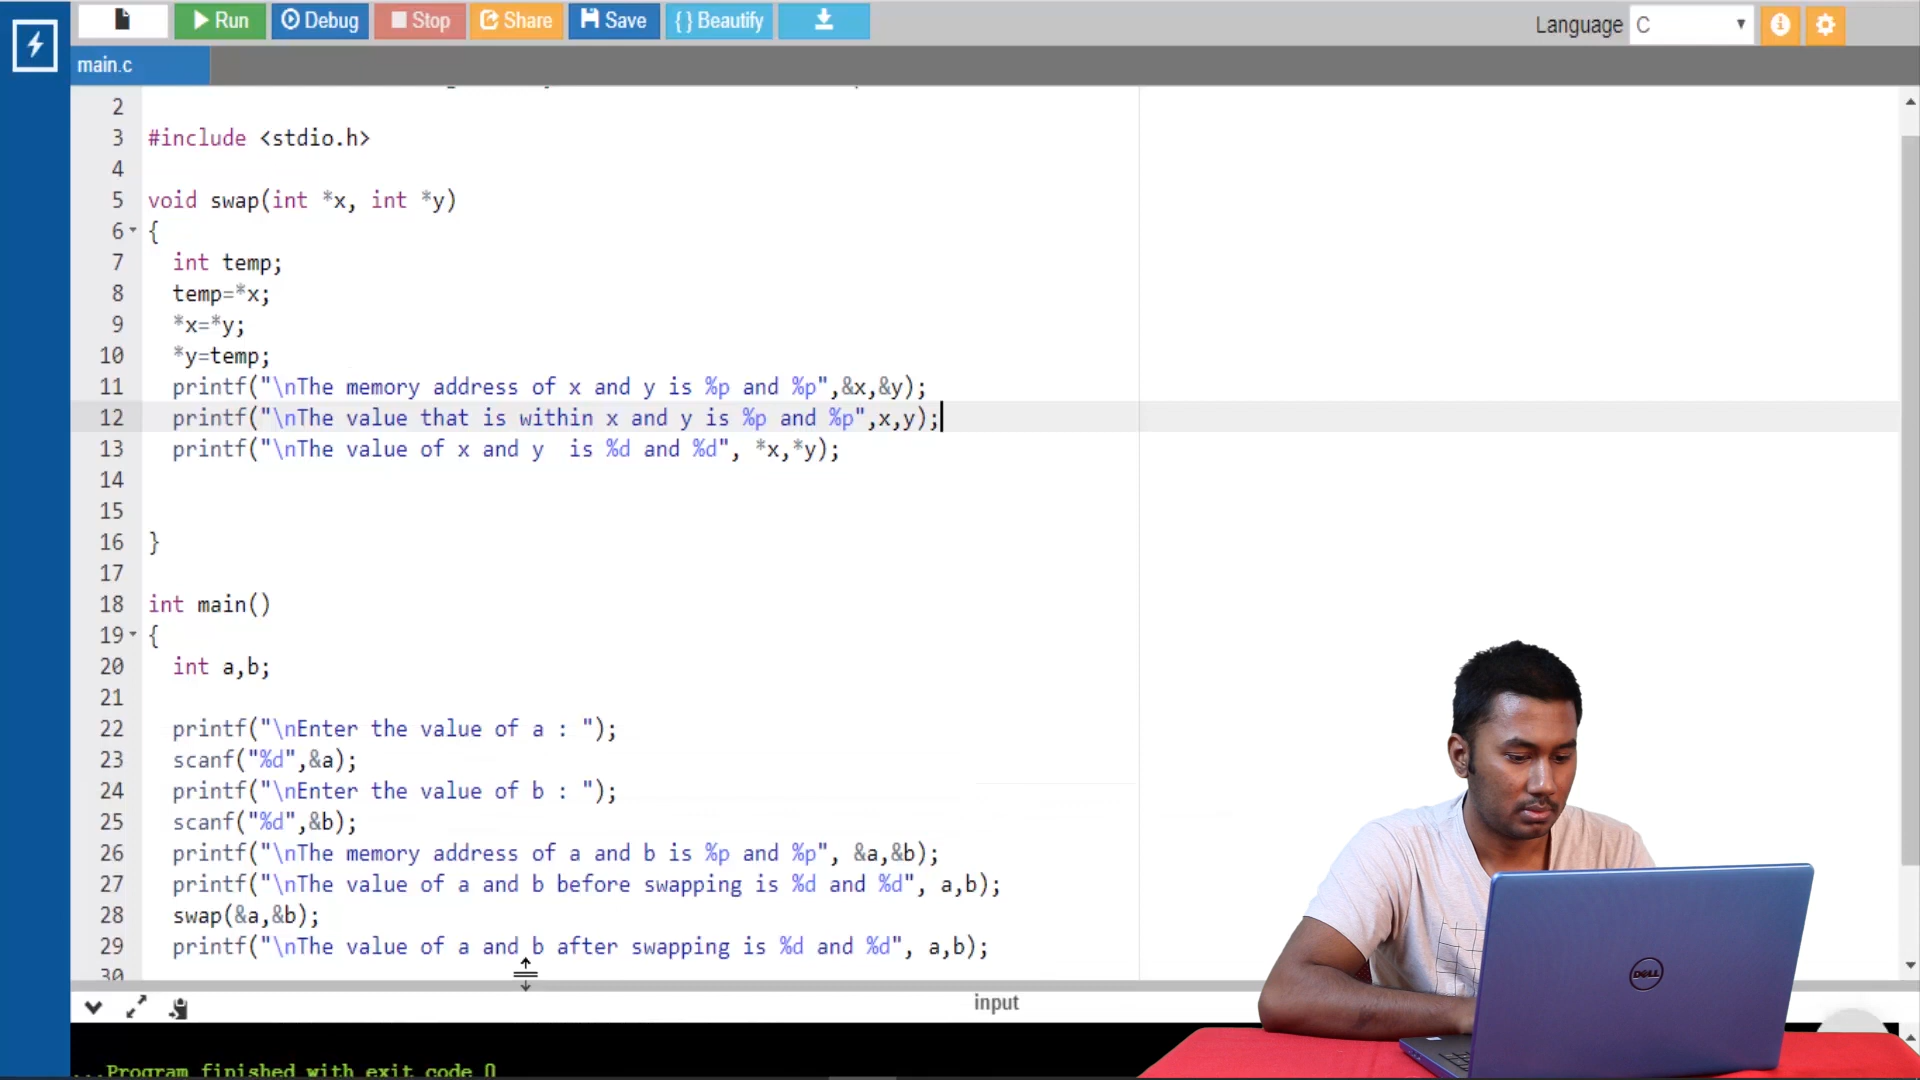 Run Debug Stop Share Save {} Beautify Language C
main.c
2
3 #include <stdio.h>
4
5 void swap(int *x, int *y)
6 {
7 int temp;
8 temp=*x;
9 *x=*y;
10 *y=temp;
11 printf("\nThe memory address of x and y is %p and %p",&x,&y);
12 printf("\nThe value that is within x and y is %p and %p",x,y);
13 printf("\nThe value of x and y  is %d and %d", *x,*y);
14
15
16 }
17
18 int main()
19 {
20 int a,b;
21
22 printf("\nEnter the value of a : ");
23 scanf("%d",&a);
24 printf("\nEnter the value of b : ");
25 scanf("%d",&b);
26 printf("\nThe memory address of a and b is %p and %p", &a,&b);
27 printf("\nThe value of a and b before swapping is %d and %d", a,b);
28 swap(&a,&b);
29 printf("\nThe value of a and b after swapping is %d and %d", a,b);
30
input
...Program finished with exit code 0
DELL